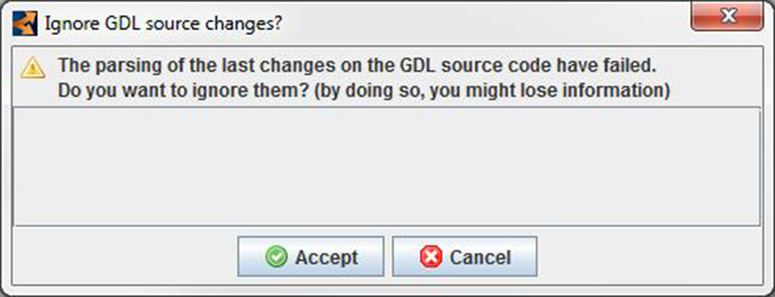 Ignore GDL source changes?
The parsing of the last changes on the GDL source code have failed.
Do you want to ignore them? (by doing so, you might lose information)
Accept
Cancel